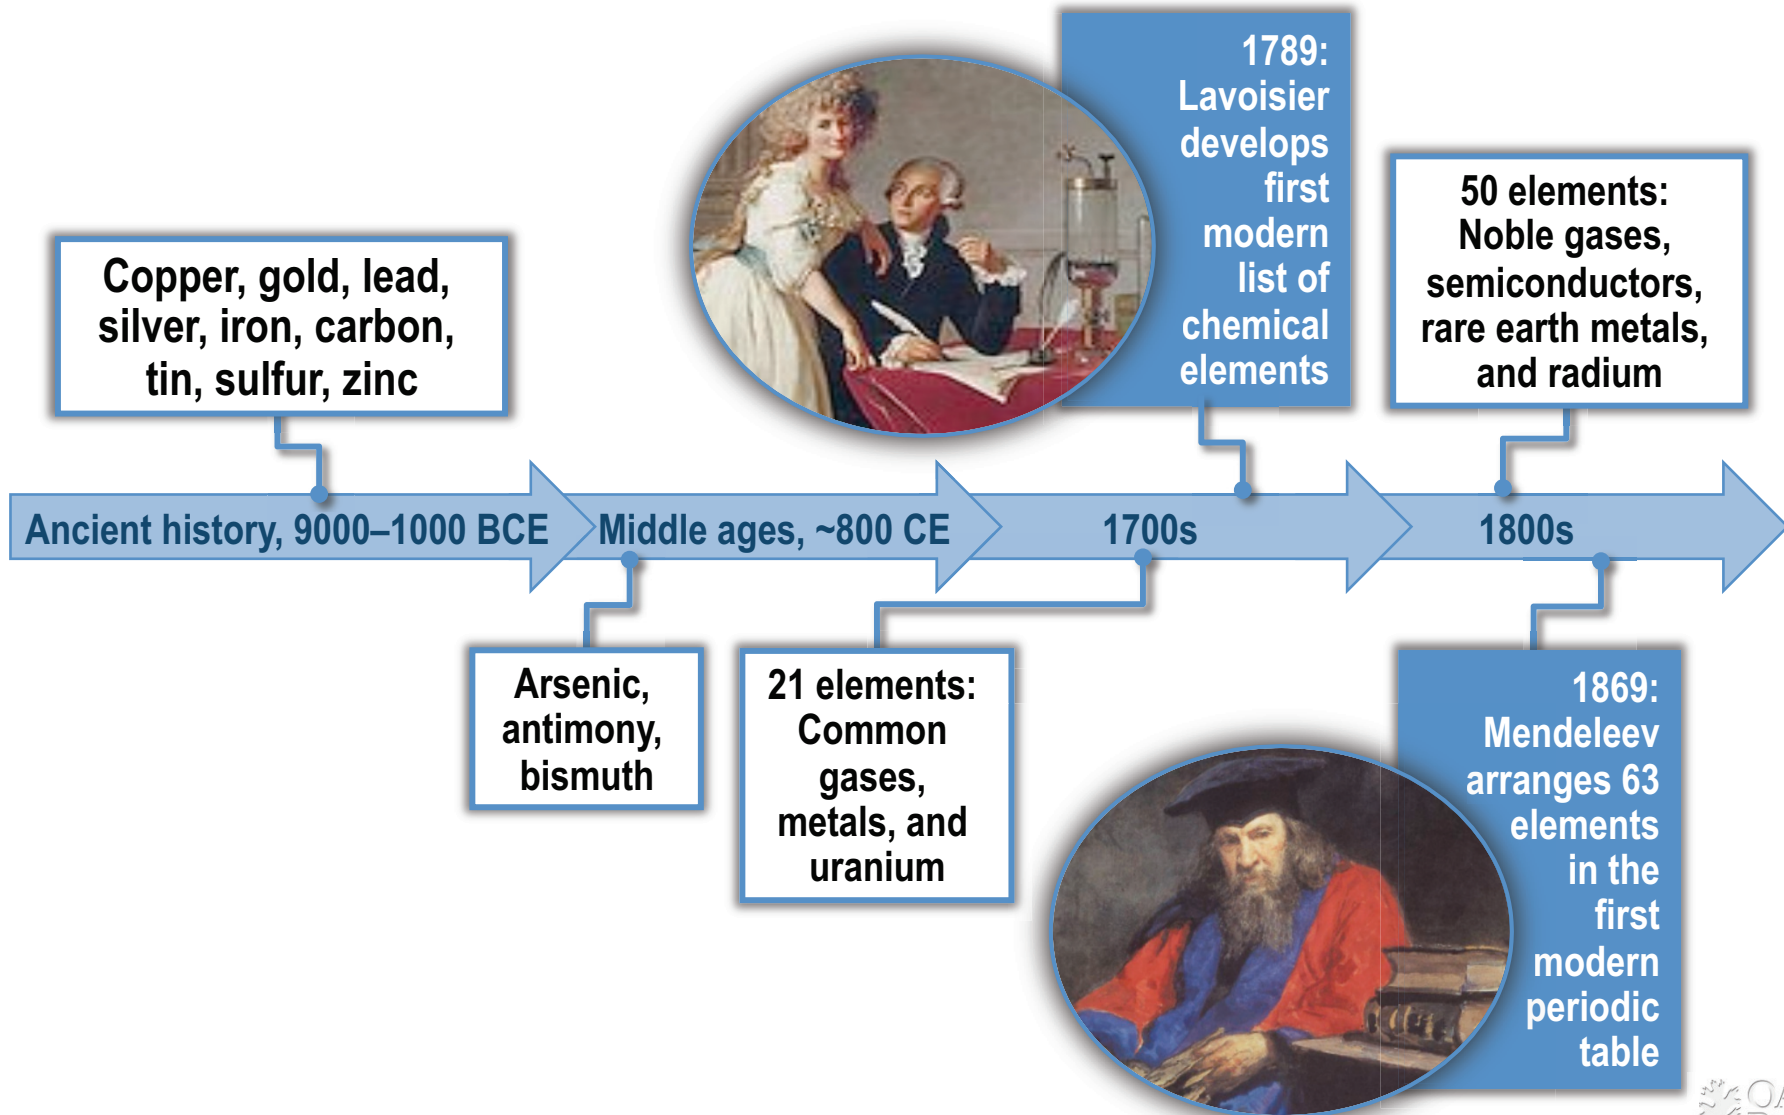 1789:
Lavoisier
develops
first
modern
list of
chemical
elements
50 elements:
Noble gases,
semiconductors,
rare earth metals,
and radium
Copper, gold, lead,
silver, iron, carbon,
tin, sulfur, zinc
Ancient history, 9000–1000 BCE
Middle ages, ~800 CE
1700s
1800s
Arsenic,
antimony,
bismuth
21 elements:
Common
gases,
metals, and
uranium
1869:
Mendeleev
arranges 63
elements
in the
first
modern
periodic
table